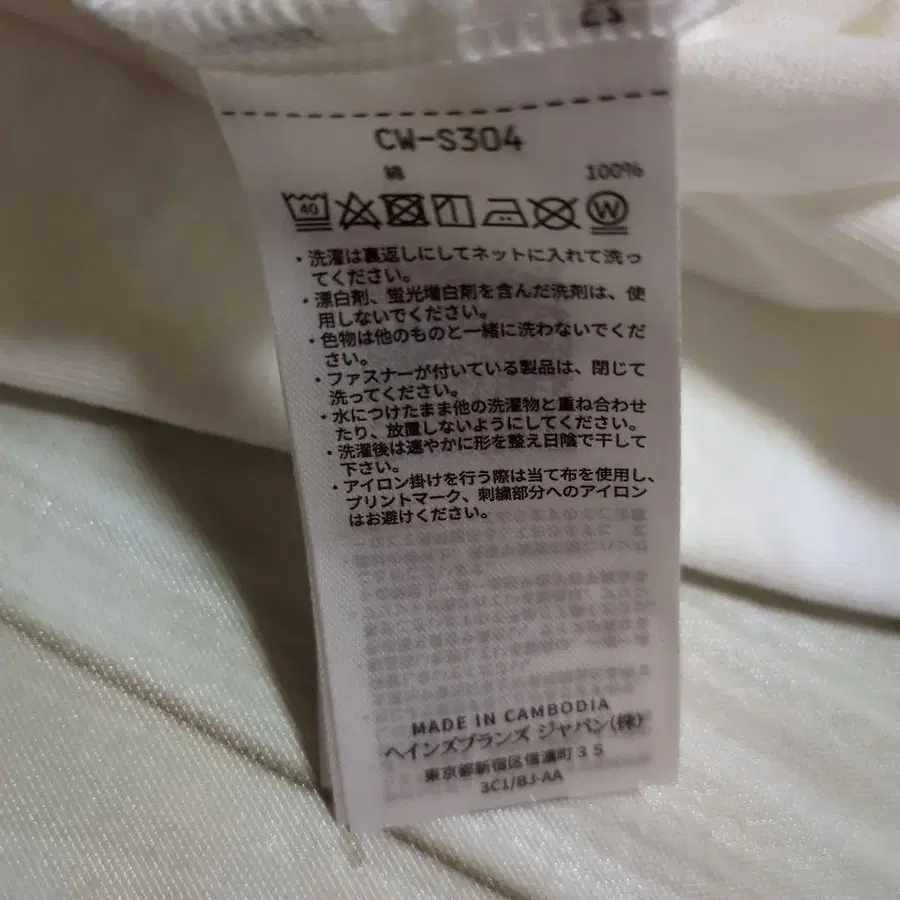 CW-S304
綿 100%
40 W
・洗濯は裏返しにしてネットに入れて洗っ
てください。
・漂白剤、蛍光増白剤を含んだ洗剤は、使
用しないでください。
・色物は他のものと一緒に洗わないでくだ
さい。
・ファスナーが付いている製品は、閉じて
洗ってください。
・水につけたまま他の洗濯物と重ね合わせ
たり、放置しないようにしてください。
・洗濯後は速やかに形を整え日陰で干して
下さい。
・アイロン掛けを行う際は当て布を使用し、
プリントマーク、刺繍部分へのアイロン
はお避けください。
MADE IN CAMBODIA
ヘインズブランズ ジャパン(株)
東京都新宿区信濃町35
3C1/BJ-AA